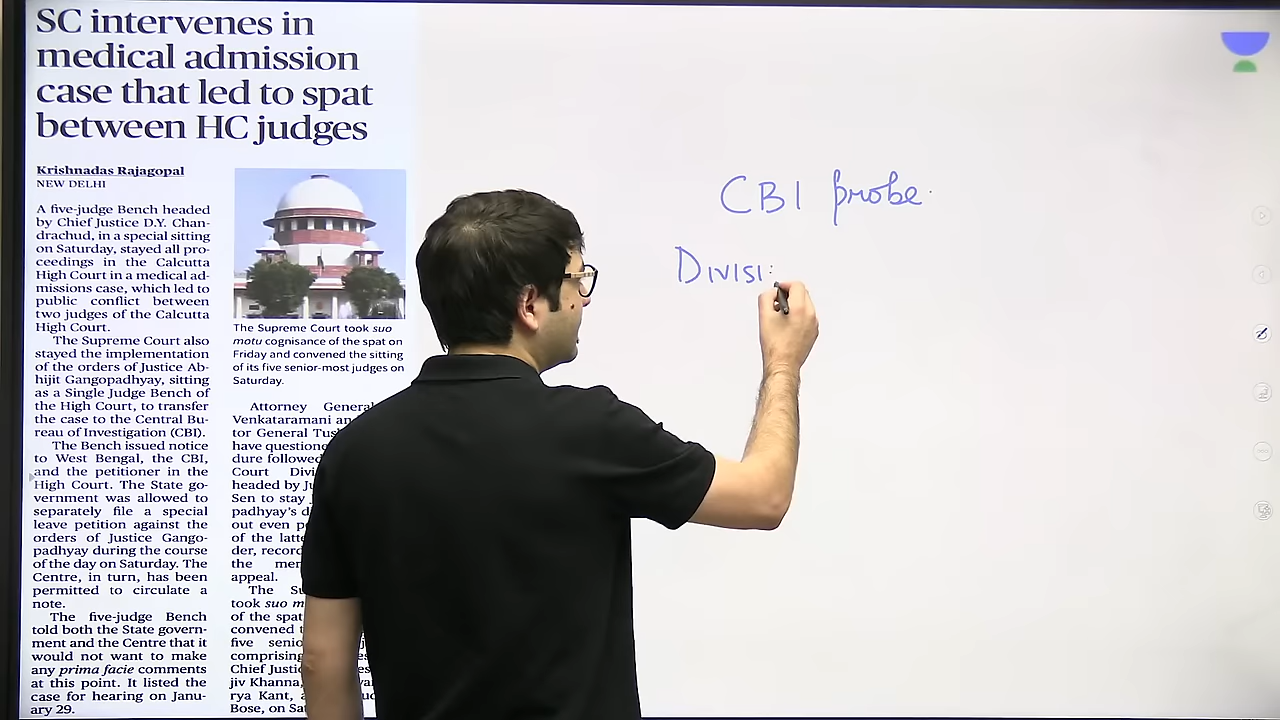 SC intervenes in
medical admission
case that led to spat
between HC judges
Krishnadas Rajagopal
NEW DELHI
A five-judge Bench headed
by Chief Justice D.Y. Chan-
drachud, in a special sitting
on Saturday, stayed all pro-
ceedings in the Calcutta
High Court in a medical ad-
missions case, which led to
public conflict between
two judges of the Calcutta
High Court.
The Supreme Court also
stayed the implementation
of the orders of Justice Ab-
hijit Gangopadhyay, sitting
as a Single Judge Bench of
the High Court, to transfer
the case to the Central Bu-
reau of Investigation (CBI).
The Bench issued notice
to West Bengal, the CBI,
and the petitioner in the
High Court. The State go-
vernment was allowed to
separately file a special
leave petition against the
orders of Justice Gango-
padhyay during the course
of the day on Saturday. The
Centre, in turn, has been
permitted to circulate a
note.
The five-judge Bench
told both the State govern-
ment and the Centre that it
would not want to make
any prima facie comments
at this point. It listed the
case for hearing on Janu-
ary 29.
The Supreme Court took suo
motu cognisance of the spat on
Friday and convened the sitting
of its five senior-most judges on
Saturday.
Attorney General
Venkataramani an
tor General Tus
have questione
dure followe
Court Divi
headed by Ju
Sen to stay
padhyay's d
out even p
of the latt
der, record
the mer
appeal.
The Su
took suo m
of the spat
convened t
five senio
comprising
Chief Justic
jiv Khanna,
rya Kant, a
Bose, on Sat
CBI probe.
Divisi